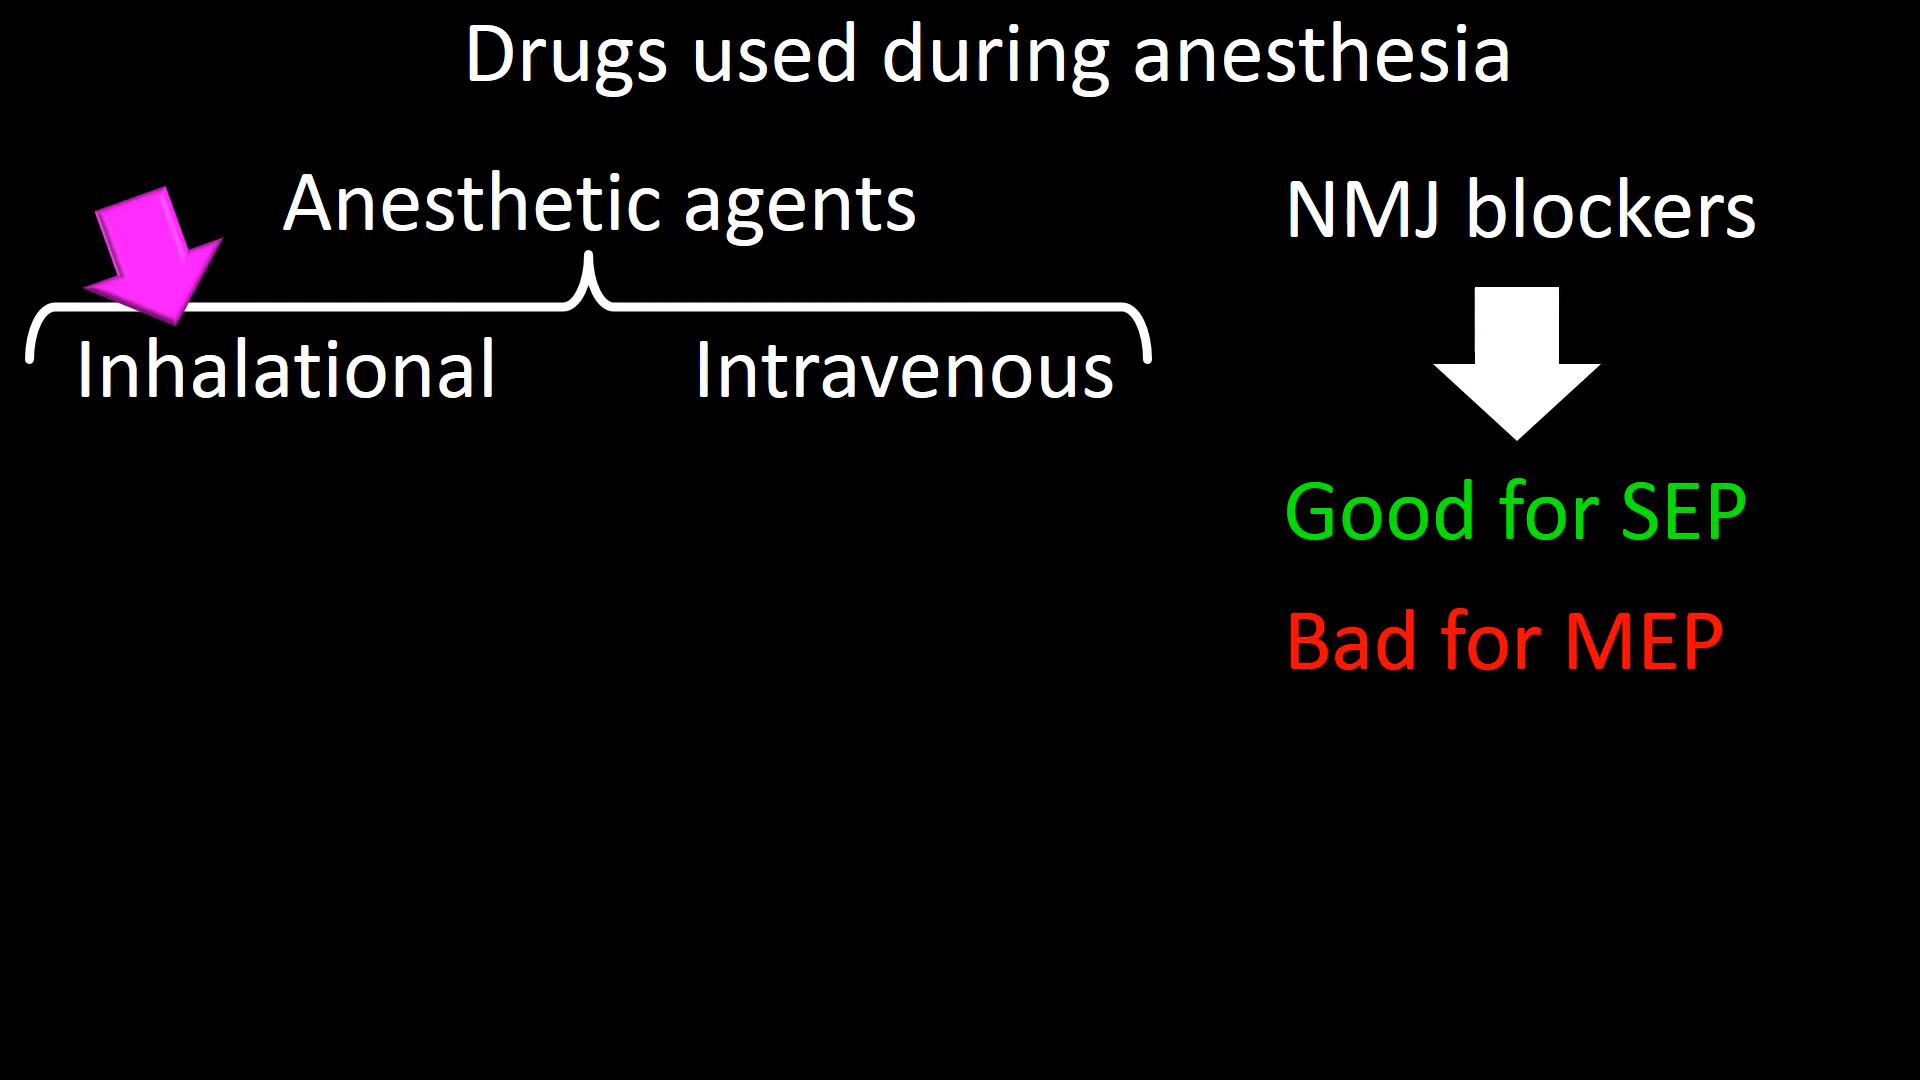 Drugs used during anesthesia
Anesthetic agents
NMJ blockers
Inhalational
Intravenous
Good for SEP
Bad for MEP